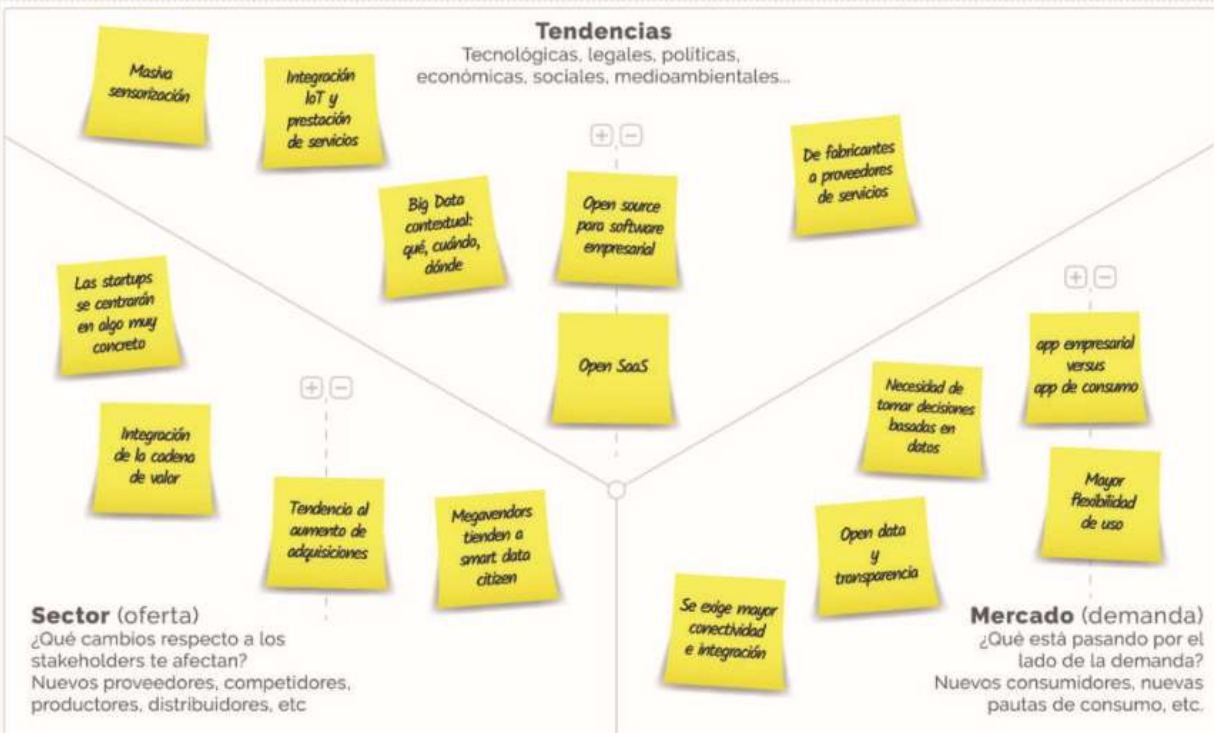 Tendencias
Tecnológicas, legales, políticas,
económicas, sociales, medioambientales...
Masiva
sensorización
Integración
IoT y
prestación
de servicios
Big Data
contextual:
qué, cuándo,
dónde
Open source
para software
empresarial
De fabricantes
a proveedores
de servicios
Open SaaS
Las startups
se centrarán
en algo muy
concreto
Integración
de la cadena
de valor
Tendencia al
aumento de
adquisiciones
Megavendors
tienden a
smart data
citizen
Sector (oferta)
¿Qué cambios respecto a los
stakeholders te afectan?
Nuevos proveedores, competidores,
productores, distribuidores, etc
app empresarial
versus
app de consumo
Necesidad de
tomar decisiones
basadas en
datos
Mayor
flexibilidad
de uso
Open data
y
transparencia
Se exige mayor
conectividad
e integración
Mercado (demanda)
¿Qué está pasando por el
lado de la demanda?
Nuevos consumidores, nuevas
pautas de consumo, etc.